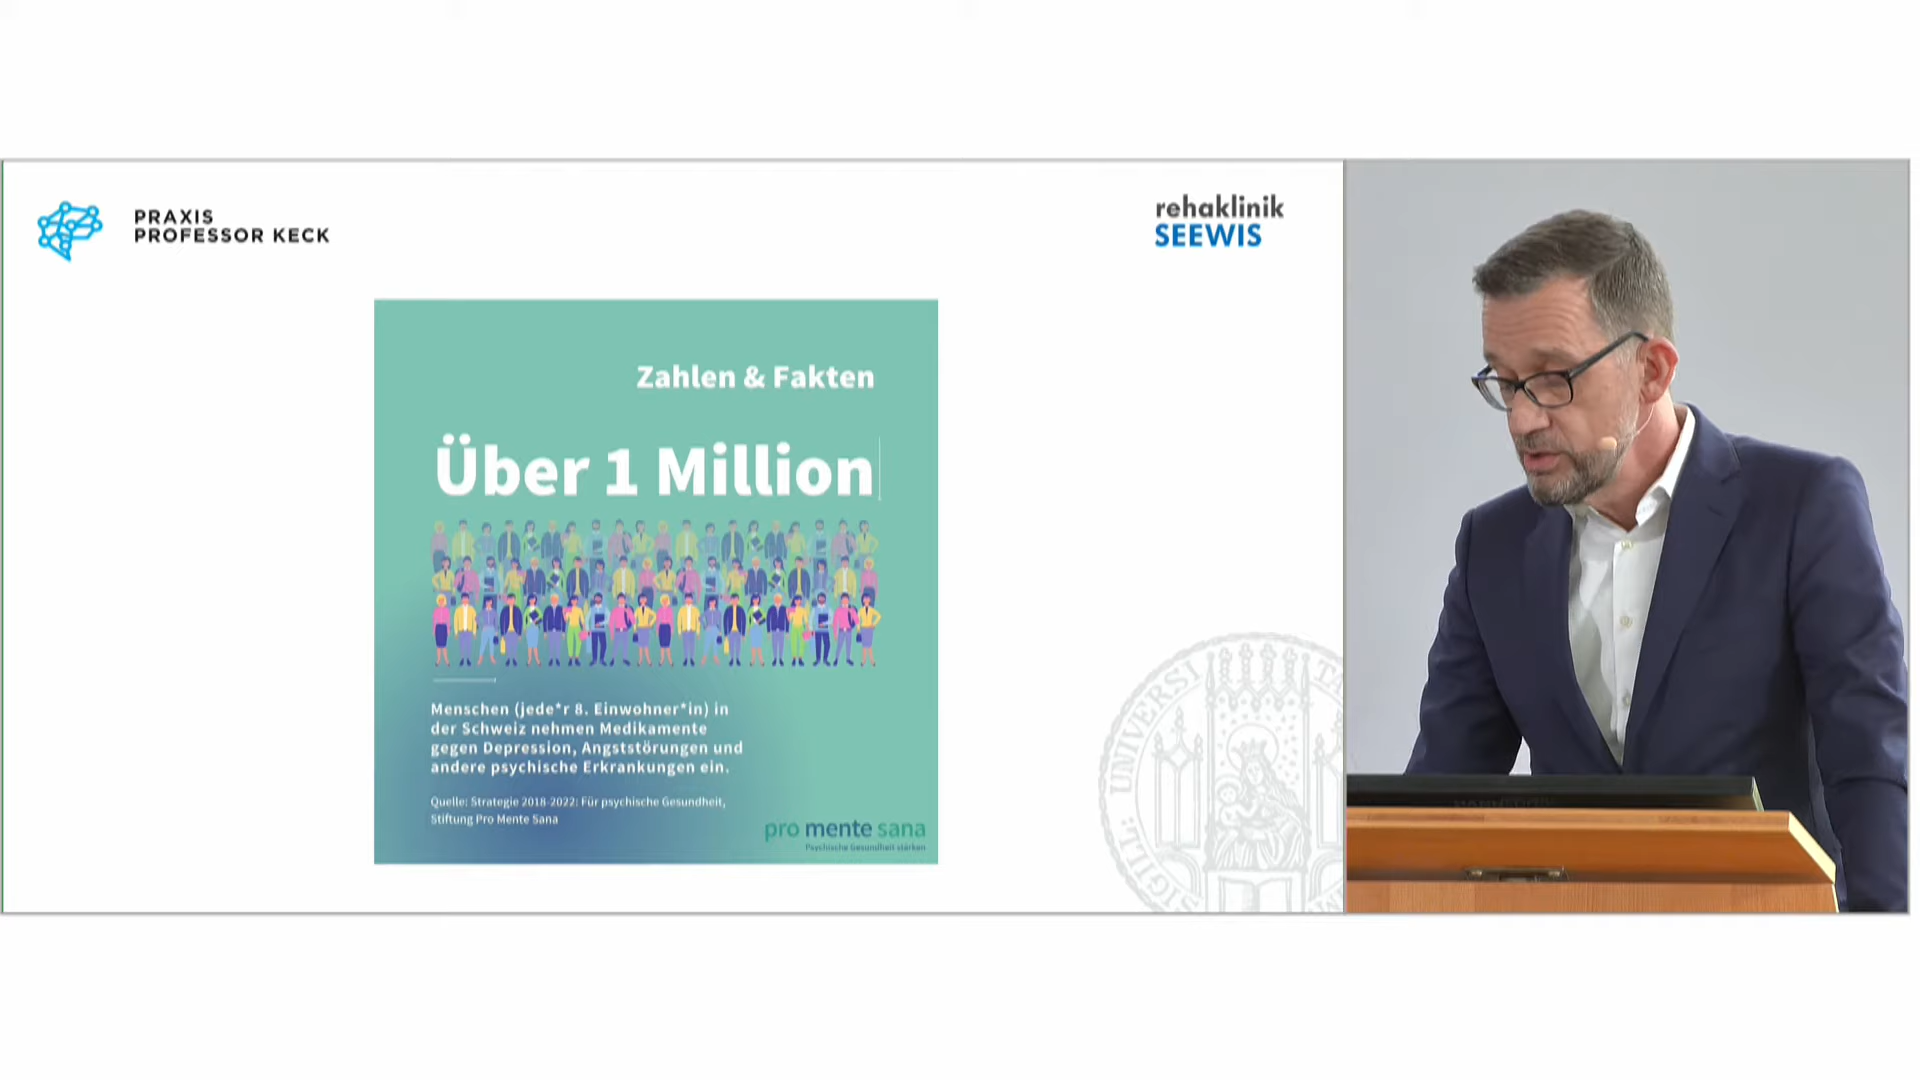 PRAXIS
PROFESSOR KECK
rehaklinik
SEEWIS
Zahlen & Fakten
Über 1 Million
Menschen (jede*r 8. Einwohner*in) in
der Schweiz nehmen Medikamente
gegen Depression, Angststörungen und
andere psychische Erkrankungen ein.
Quelle: Strategie 2018-2022: Für psychische Gesundheit,
Stiftung Pro Mente Sana
pro mente sana
Psychische Gesundheit stärken
SIGILL: UNIVERSITA